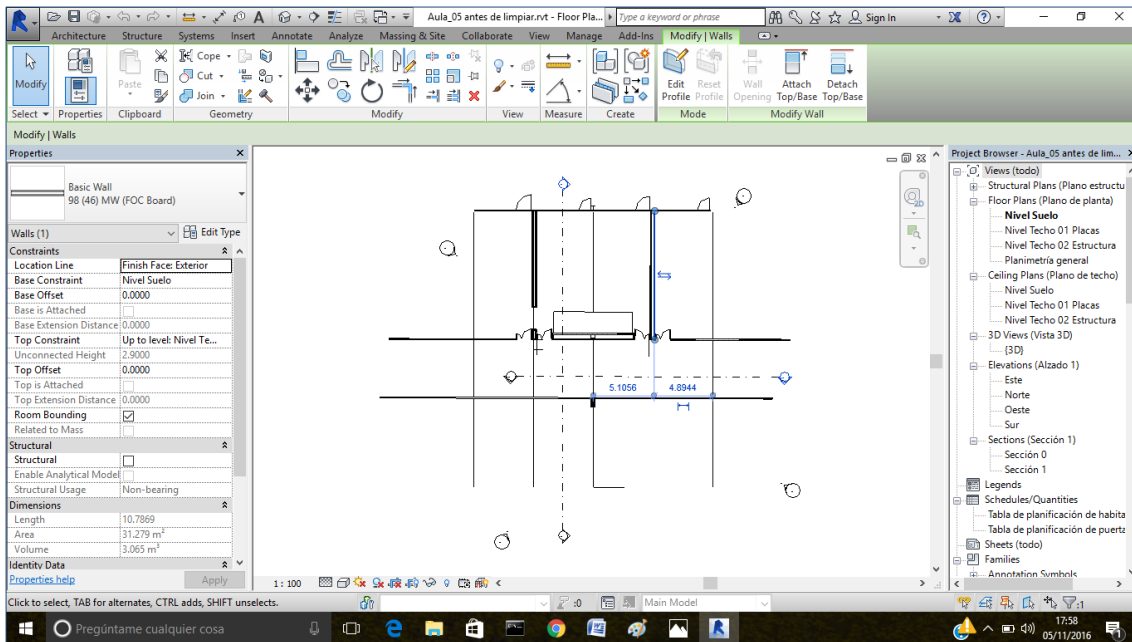 Aula_05 antes de limpiar.rvt - Floor Pla...
Type a keyword or phrase
Sign In
Architecture Structure Systems Insert Annotate Analyze Massing & Site Collaborate View Manage Add-Ins Modify | Walls
Modify
Paste
Cope
Cut
Join
Edit Profile
Reset Profile
Wall Opening
Attach Top/Base
Detach Top/Base
Select Properties Clipboard Geometry Modify View Measure Create Mode Modify Wall
Modify | Walls
Properties
Basic Wall
98 (46) MW (FOC Board)
Walls (1)
Edit Type
Constraints
Location Line Finish Face: Exterior
Base Constraint Nivel Suelo
Base Offset 0.0000
Base is Attached
Base Extension Distance 0.0000
Top Constraint Up to level: Nivel Te...
Unconnected Height 2.9000
Top Offset 0.0000
Top is Attached
Top Extension Distance 0.0000
Room Bounding
Related to Mass
Structural
Structural
Enable Analytical Model
Structural Usage Non-bearing
Dimensions
Length 10.7869
Area 31.279 m²
Volume 3.065 m³
Identity Data
Properties help
Apply
5.1056 4.8944
1 : 100
Project Browser - Aula_05 antes de lim...
Views (todo)
Structural Plans (Plano estructu
Floor Plans (Plano de planta)
Nivel Suelo
Nivel Techo 01 Placas
Nivel Techo 02 Estructura
Planimetría general
Ceiling Plans (Plano de techo)
Nivel Suelo
Nivel Techo 01 Placas
Nivel Techo 02 Estructura
3D Views (Vista 3D)
{3D}
Elevations (Alzado 1)
Este
Norte
Oeste
Sur
Sections (Sección 1)
Sección 0
Sección 1
Legends
Schedules/Quantities
Tabla de planificación de habita
Tabla de planificación de puerta
Sheets (todo)
Families
Annotation Symbols
Click to select, TAB for alternates, CTRL adds, SHIFT unselects.
:0
Main Model
:1
Pregúntame cualquier cosa
17:58
05/11/2016